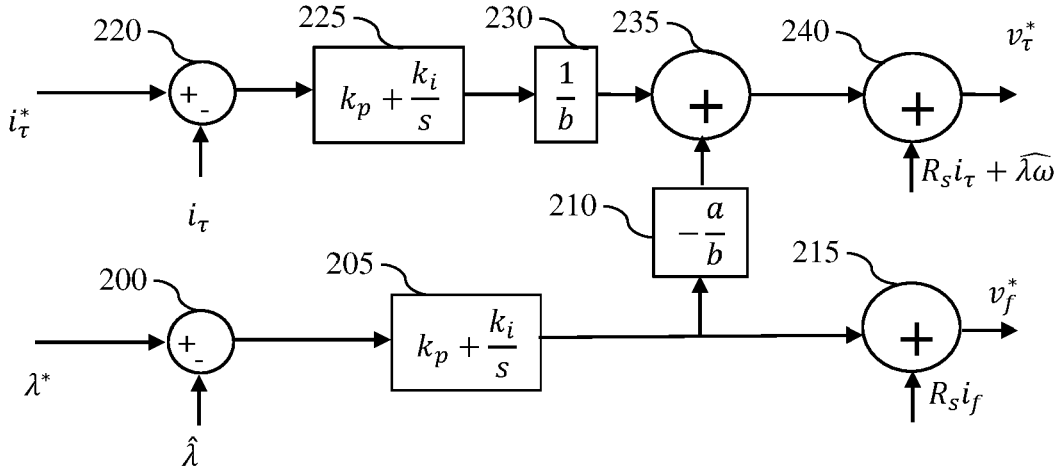 220
225
230
235
240
v_τ^*
+
-
k_p + k_i/s
1/b
+
+
i_τ^*
i_τ
R_s i_τ + \widehat{λω}
210
-a/b
200
205
215
v_f^*
+
-
k_p + k_i/s
+
λ^*
\hat{λ}
R_s i_f